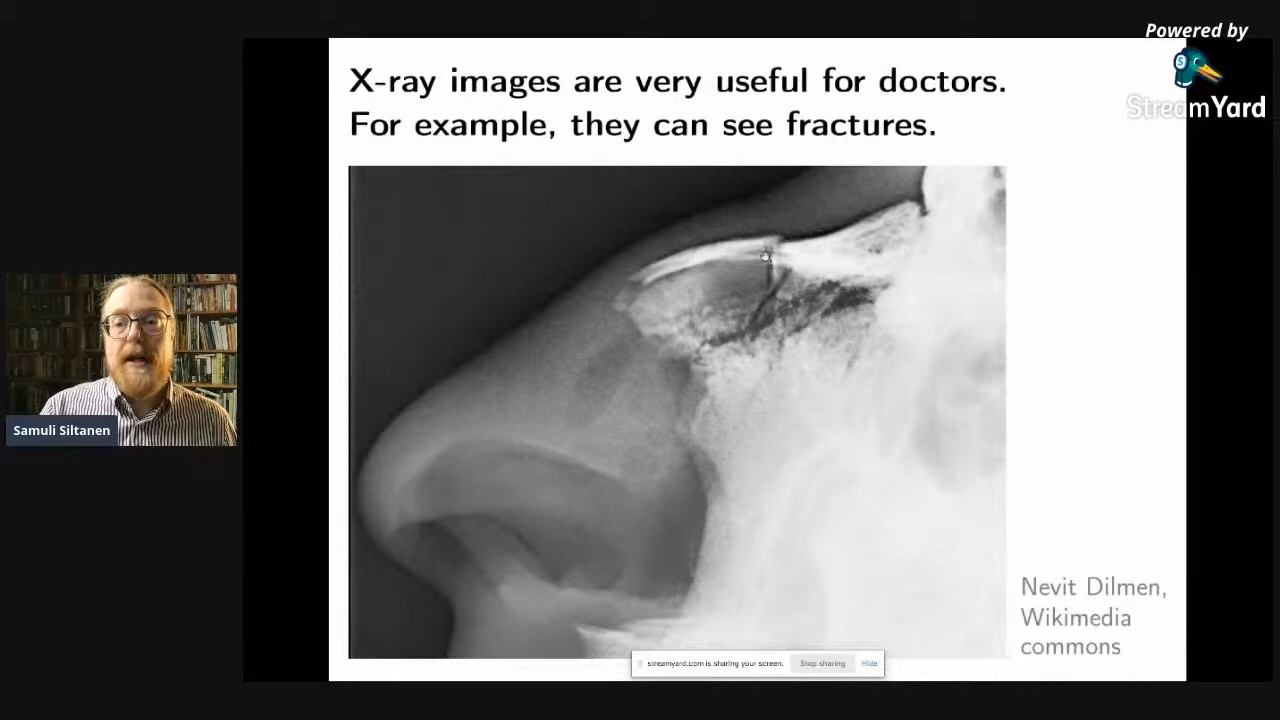 Powered by
StreamYard
X-ray images are very useful for doctors.
For example, they can see fractures.
Samuli Siltanen
Nevit Dilmen,
Wikimedia
commons
streamyard.com is sharing your screen.
Stop sharing
Hide